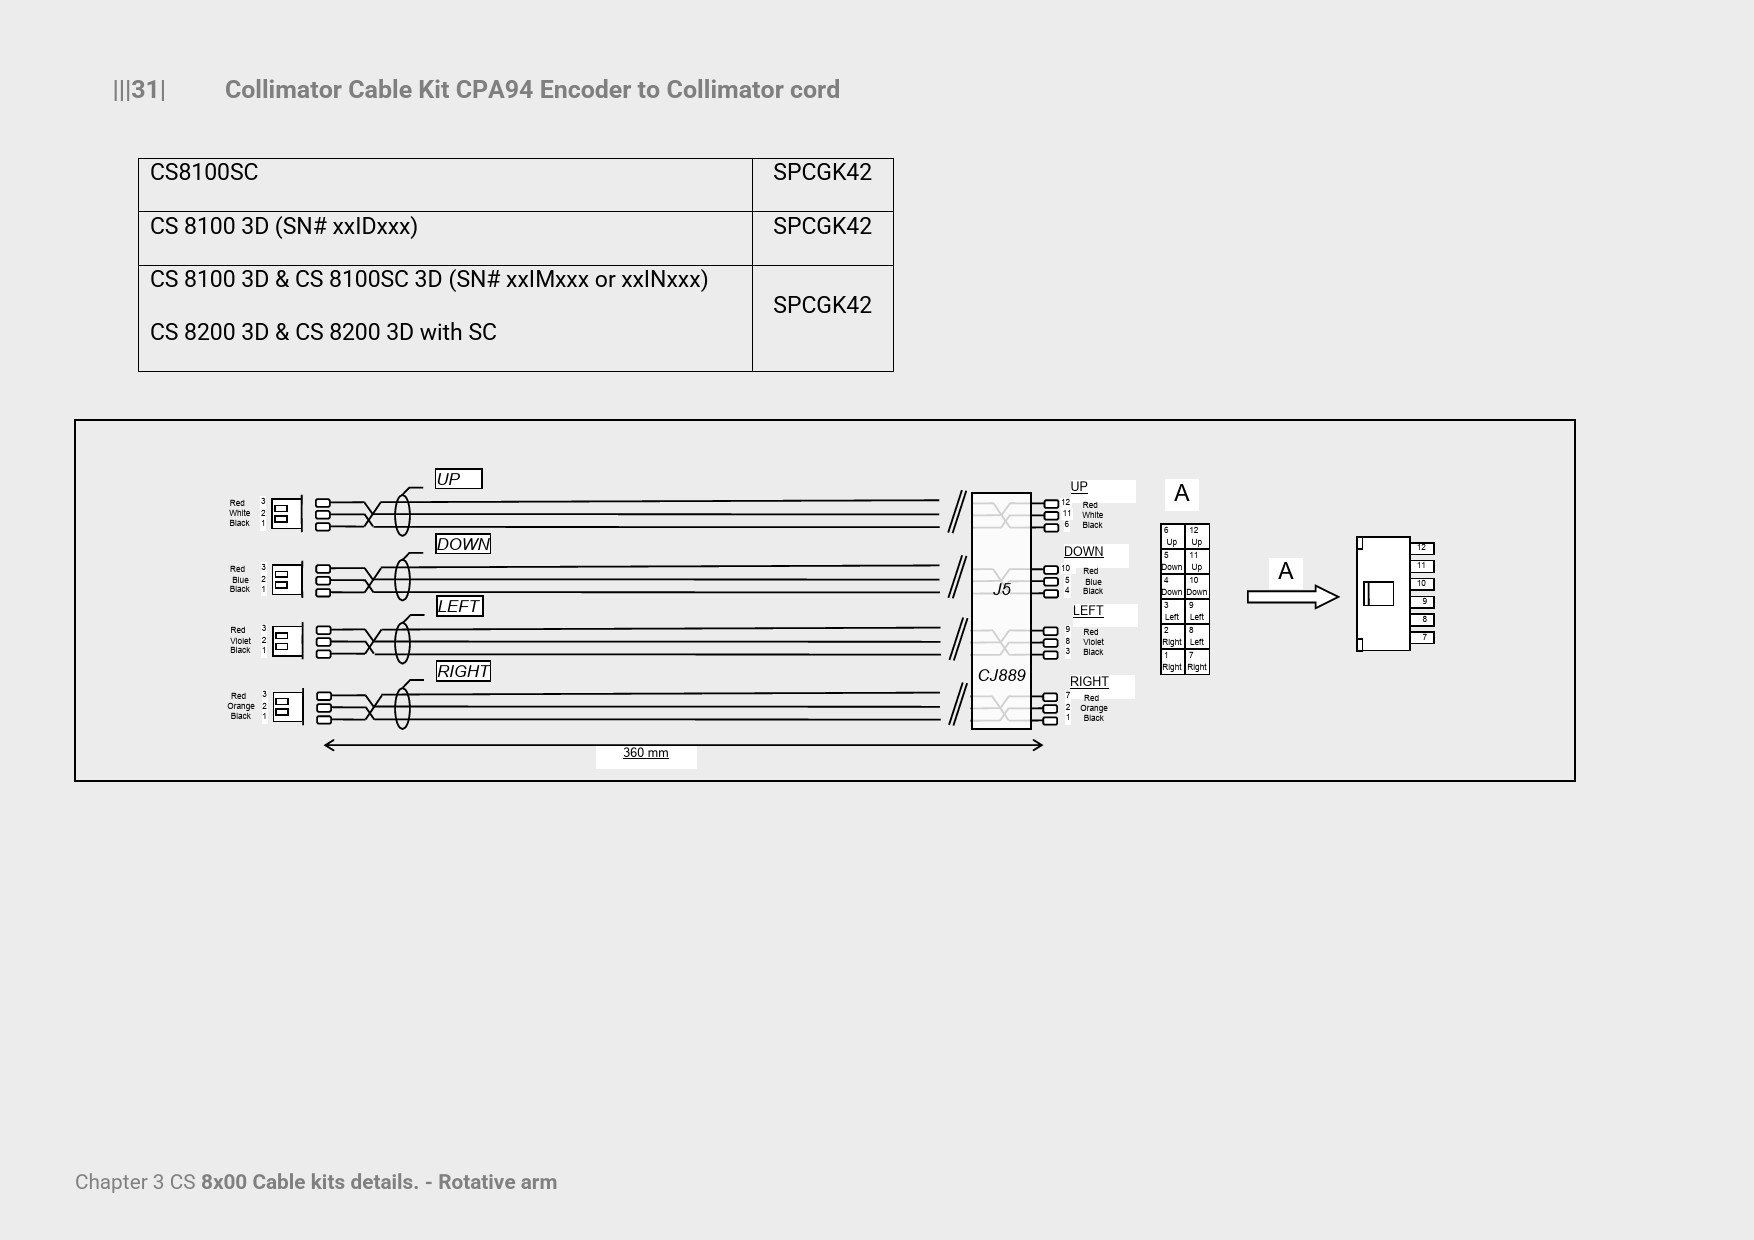 |||31| Collimator Cable Kit CPA94 Encoder to Collimator cord
CS8100SC SPCGK42
CS 8100 3D (SN# xxIDxxx) SPCGK42
CS 8100 3D & CS 8100SC 3D (SN# xxIMxxx or xxINxxx)
SPCGK42
CS 8200 3D & CS 8200 3D with SC
UP
Red 3
White 2
Black 1
DOWN
Red 3
Blue 2
Black 1
LEFT
Red 3
Violet 2
Black 1
RIGHT
Red 3
Orange 2
Black 1
360 mm
J5
CJ889
UP
12 Red
11 White
6 Black
DOWN
10 Red
5 Blue
4 Black
LEFT
9 Red
8 Violet
3 Black
RIGHT
7 Red
2 Orange
1 Black
A
6 12
Up Up
5 11
Down Up
4 10
Down Down
3 9
Left Left
2 8
Right Left
1 7
Right Right
A
12
11
10
9
8
7
Chapter 3 CS 8x00 Cable kits details. - Rotative arm